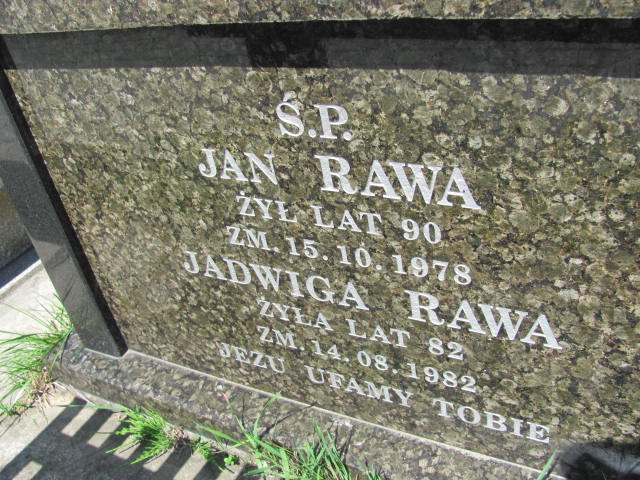 Ś.P.
JAN RAWA
ŻYŁ LAT 90
ZM. 15.10.1978
JADWIGA RAWA
ŻYŁA LAT 82
ZM. 14.08.1982
JEZU UFAMY TOBIE